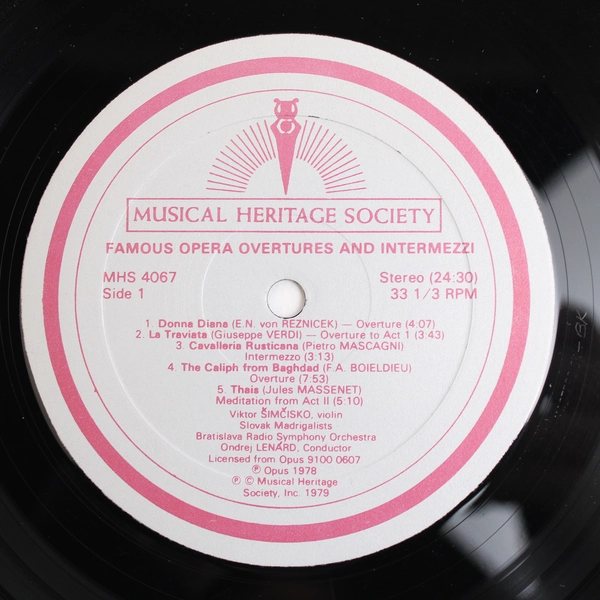 MUSICAL HERITAGE SOCIETY
FAMOUS OPERA OVERTURES AND INTERMEZZI
MHS 4067
Side 1
Stereo (24:30)
33 1/3 RPM
1. Donna Diana (E.N. von REZNICEK) — Overture (4:07)
2. La Traviata (Giuseppe VERDI) — Overture to Act 1 (3:43)
3. Cavalleria Rusticana (Pietro MASCAGNI)
Intermezzo (3:13)
4. The Caliph from Baghdad (F.A. BOIELDIEU)
Overture (7:53)
5. Thais (Jules MASSENET)
Meditation from Act II (5:10)
Viktor ŠIMČISKO, violin
Slovak Madrigalists
Bratislava Radio Symphony Orchestra
Ondrej LENÁRD, Conductor
Licensed from Opus 9100 0607
℗ Opus 1978
℗ © Musical Heritage
Society, Inc. 1979